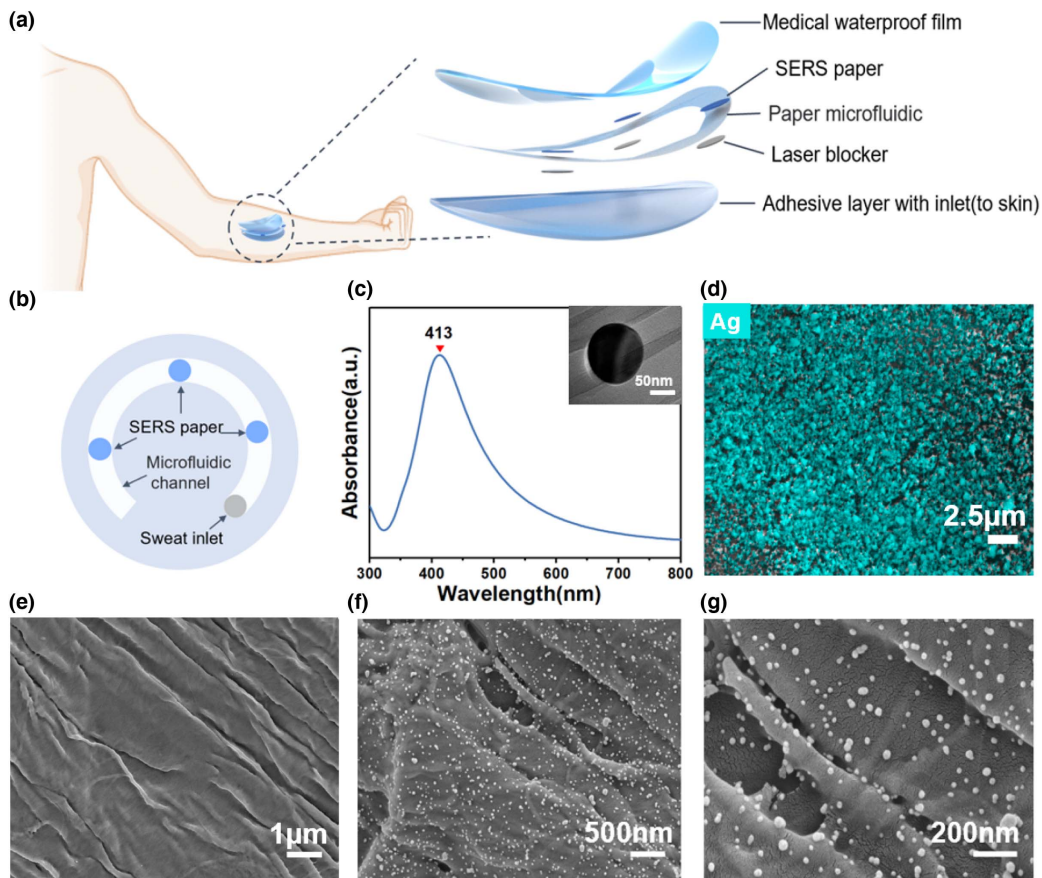 (a)
Medical waterproof film
SERS paper
Paper microfluidic
Laser blocker
Adhesive layer with inlet(to skin)
(b)
SERS paper
Microfluidic
channel
Sweat inlet
(c)
413
50nm
Absorbance(a.u.)
300 400 500 600 700 800
Wavelength(nm)
(d)
Ag
2.5μm
(e)
1μm
(f)
500nm
(g)
200nm